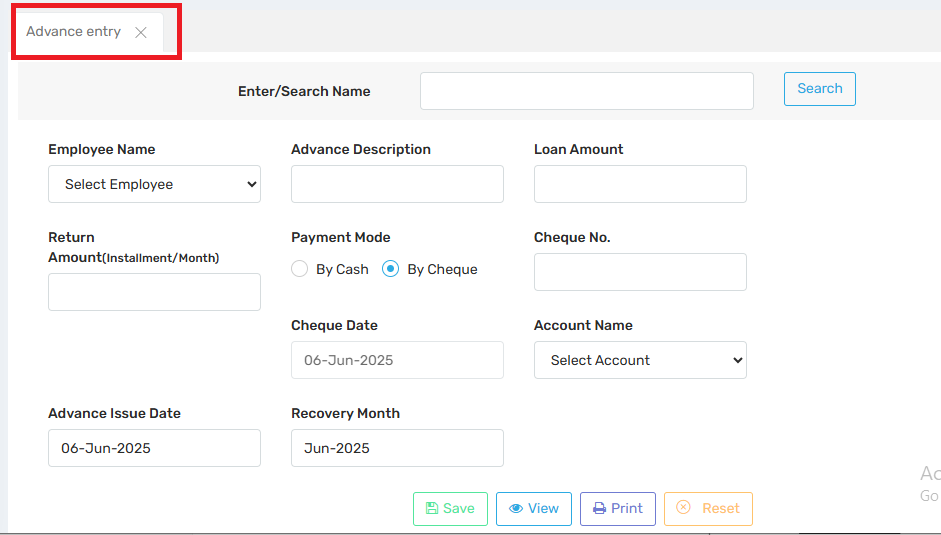 Advance entry
Enter/Search Name
Search
Employee Name
Advance Description
Loan Amount
Select Employee
Return
Amount(Installment/Month)
Payment Mode
Cheque No.
By Cash
By Cheque
Cheque Date
Account Name
06-Jun-2025
Select Account
Advance Issue Date
Recovery Month
06-Jun-2025
Jun-2025
Save
View
Print
Reset
Go